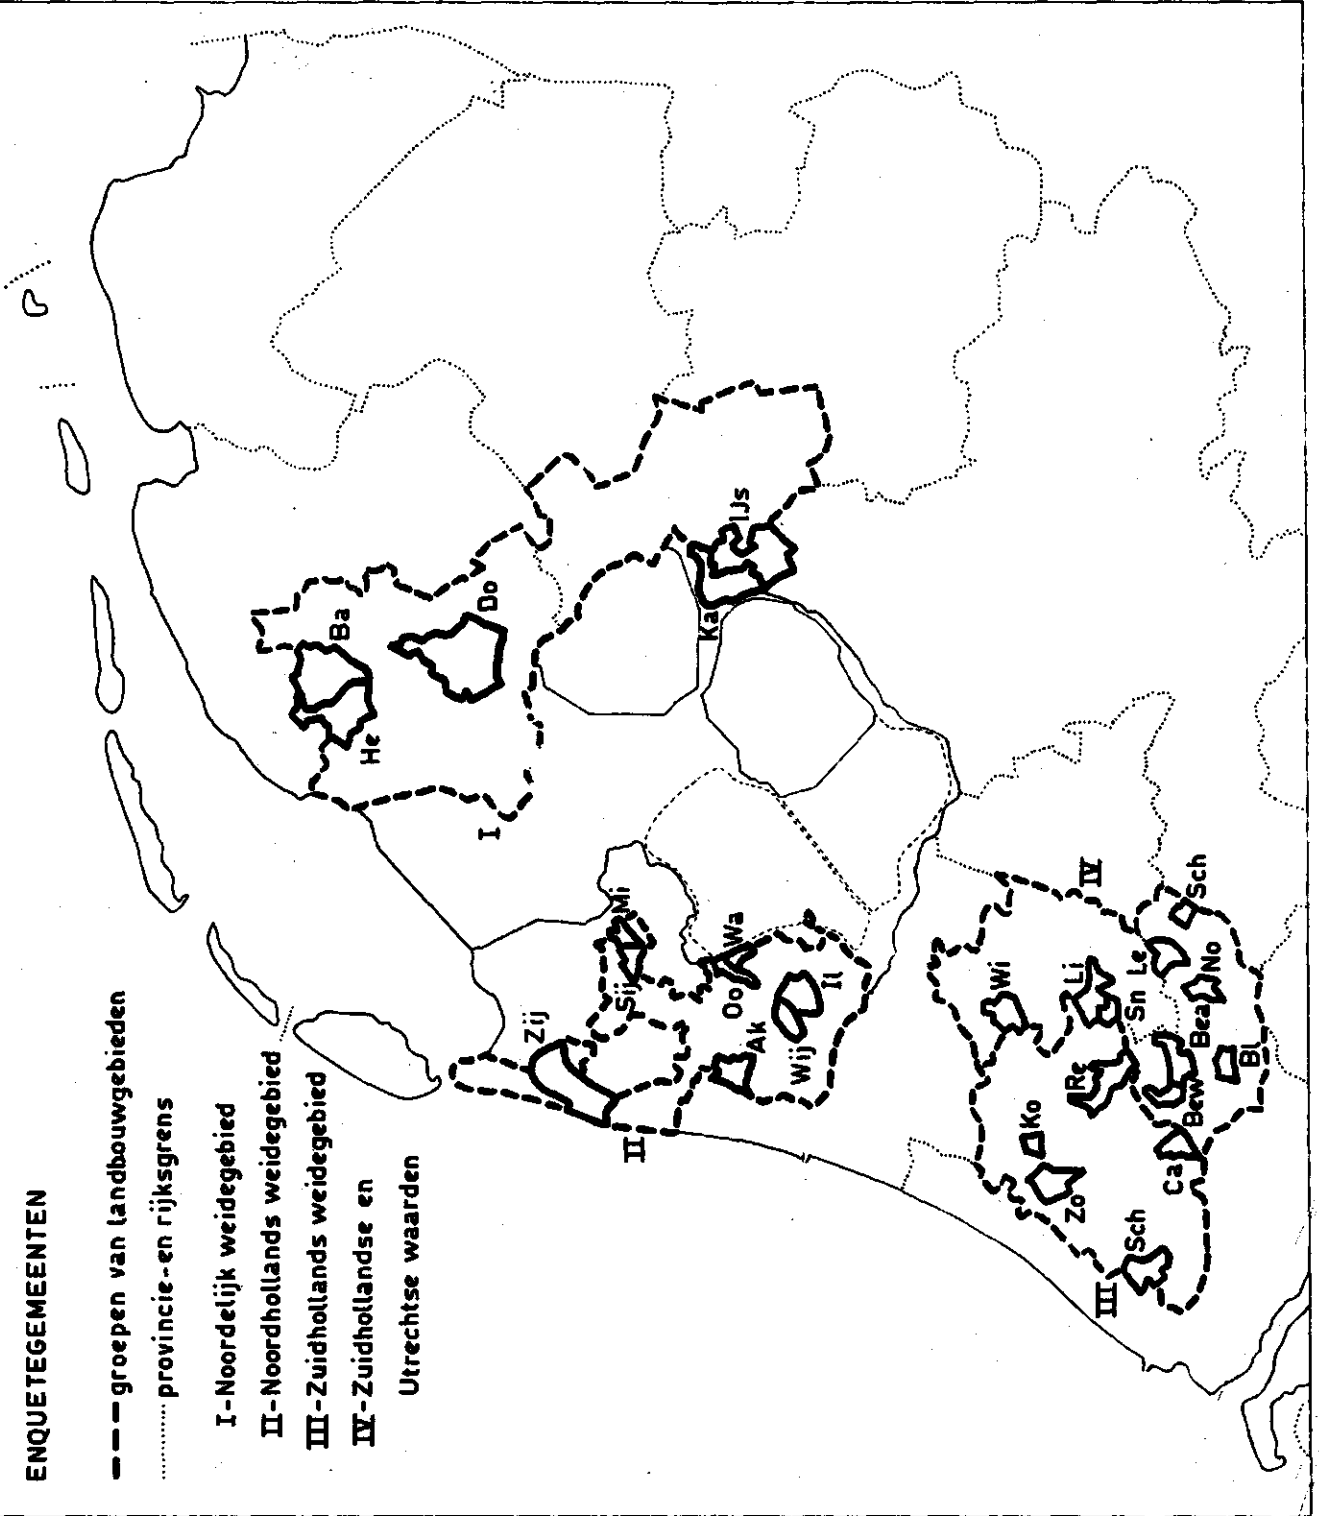 ENQUETEGEMEENTEN
groepen van landbouwgebieden
provincie-en rijksgrens
I-Noordelijk weidegebied
II-Noordhollands weidegebied
III-Zuidhollands weidegebied
IV-Zuidhollandse en
Utrechtse waarden
He
Ba
Do
I
Ka
IJs
Zij
Sij
Mi
II
Oo
Wa
Ak
Wij
Il
Wi
IV
Li
Re
Ko
Zo
Sch
III
Sn
Le
Sch
Ca
Bew
Bea
No
Bl